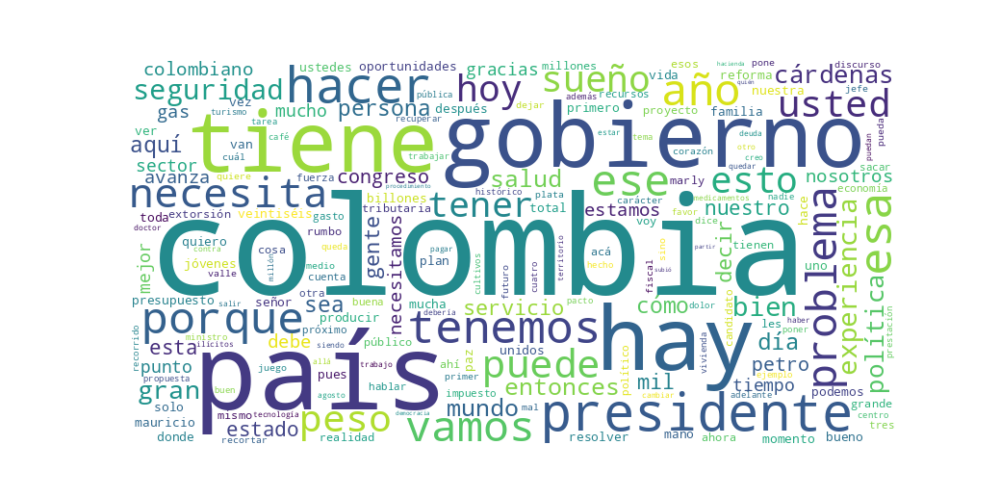 colombiano
ustedes
oportunidades
gracias
millones
esos
pone
discurso
hacienda
seguridad
hacer
hoy
sueño
vida
reforma
año
cárdenas
jefe
quien
gas
vez
turismo
pública
mucho
persona
después
además
recursos
primero
nuestra
proyecto
familia
usted
aquí
ver
tarea
café
recuperar
dejar
estar
tema
deuda
otro
creo
pueda
puedan
tiene
gobierno
van
cuál
trabajar
corazón
quedar
sector
avanza
quiere
fuerza
congreso
procedimiento
salud
ese
esto
sacar
nosotros
necesita
histórico
carácter
marly
medicamentos
nadie
economía
tener
plata
billones
tributaria
total
estamos
favor
nuestro
hace
toda
extorsión
veintiseis
gasto
rumbo
voy
dice
colombia
mejor
quiero
cosa
gente
necesitamos
acá
sino
fiscal
decir
tienen
partir
uno
problema
experiencia
política
esa
doctor
contra
jóvenes
queda
medio
plan
pagar
cultivos
futuro
cuatro
territorio
hecho
subió
valle
millón
cuenta
presupuesto
salir
señor
otra
sea
buena
mucha
servicio
debería
pacto
cómo
dolor
candidato
bien
les
haber
poner
prestación
porque
producir
tenemos
hay
recorrido
ministro
ilícitos
debe
próximo
siendo
público
unidos
paz
político
vivienda
día
petro
esta
punto
propuesta
país
juego
allá
pues
trabajo
ahí
puede
ejemplo
gran
buen
agosto
hablar
primer
entonces
mil
cambiar
tiempo
adelante
podemos
solo
mismo
tecnología
peso
impuesto
democracia
mundo
presidente
grande
centro
mauricio
estado
vamos
mal
tres
donde
recortar
realidad
resolver
mano
ahora
momento
bueno